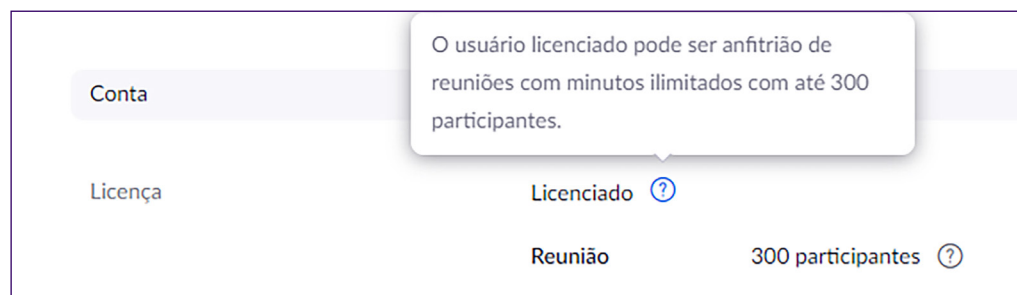 O usuário licenciado pode ser anfitrião de
reuniões com minutos ilimitados com até 300
participantes.
Conta
Licença
Licenciado ?
Reunião 300 participantes ?